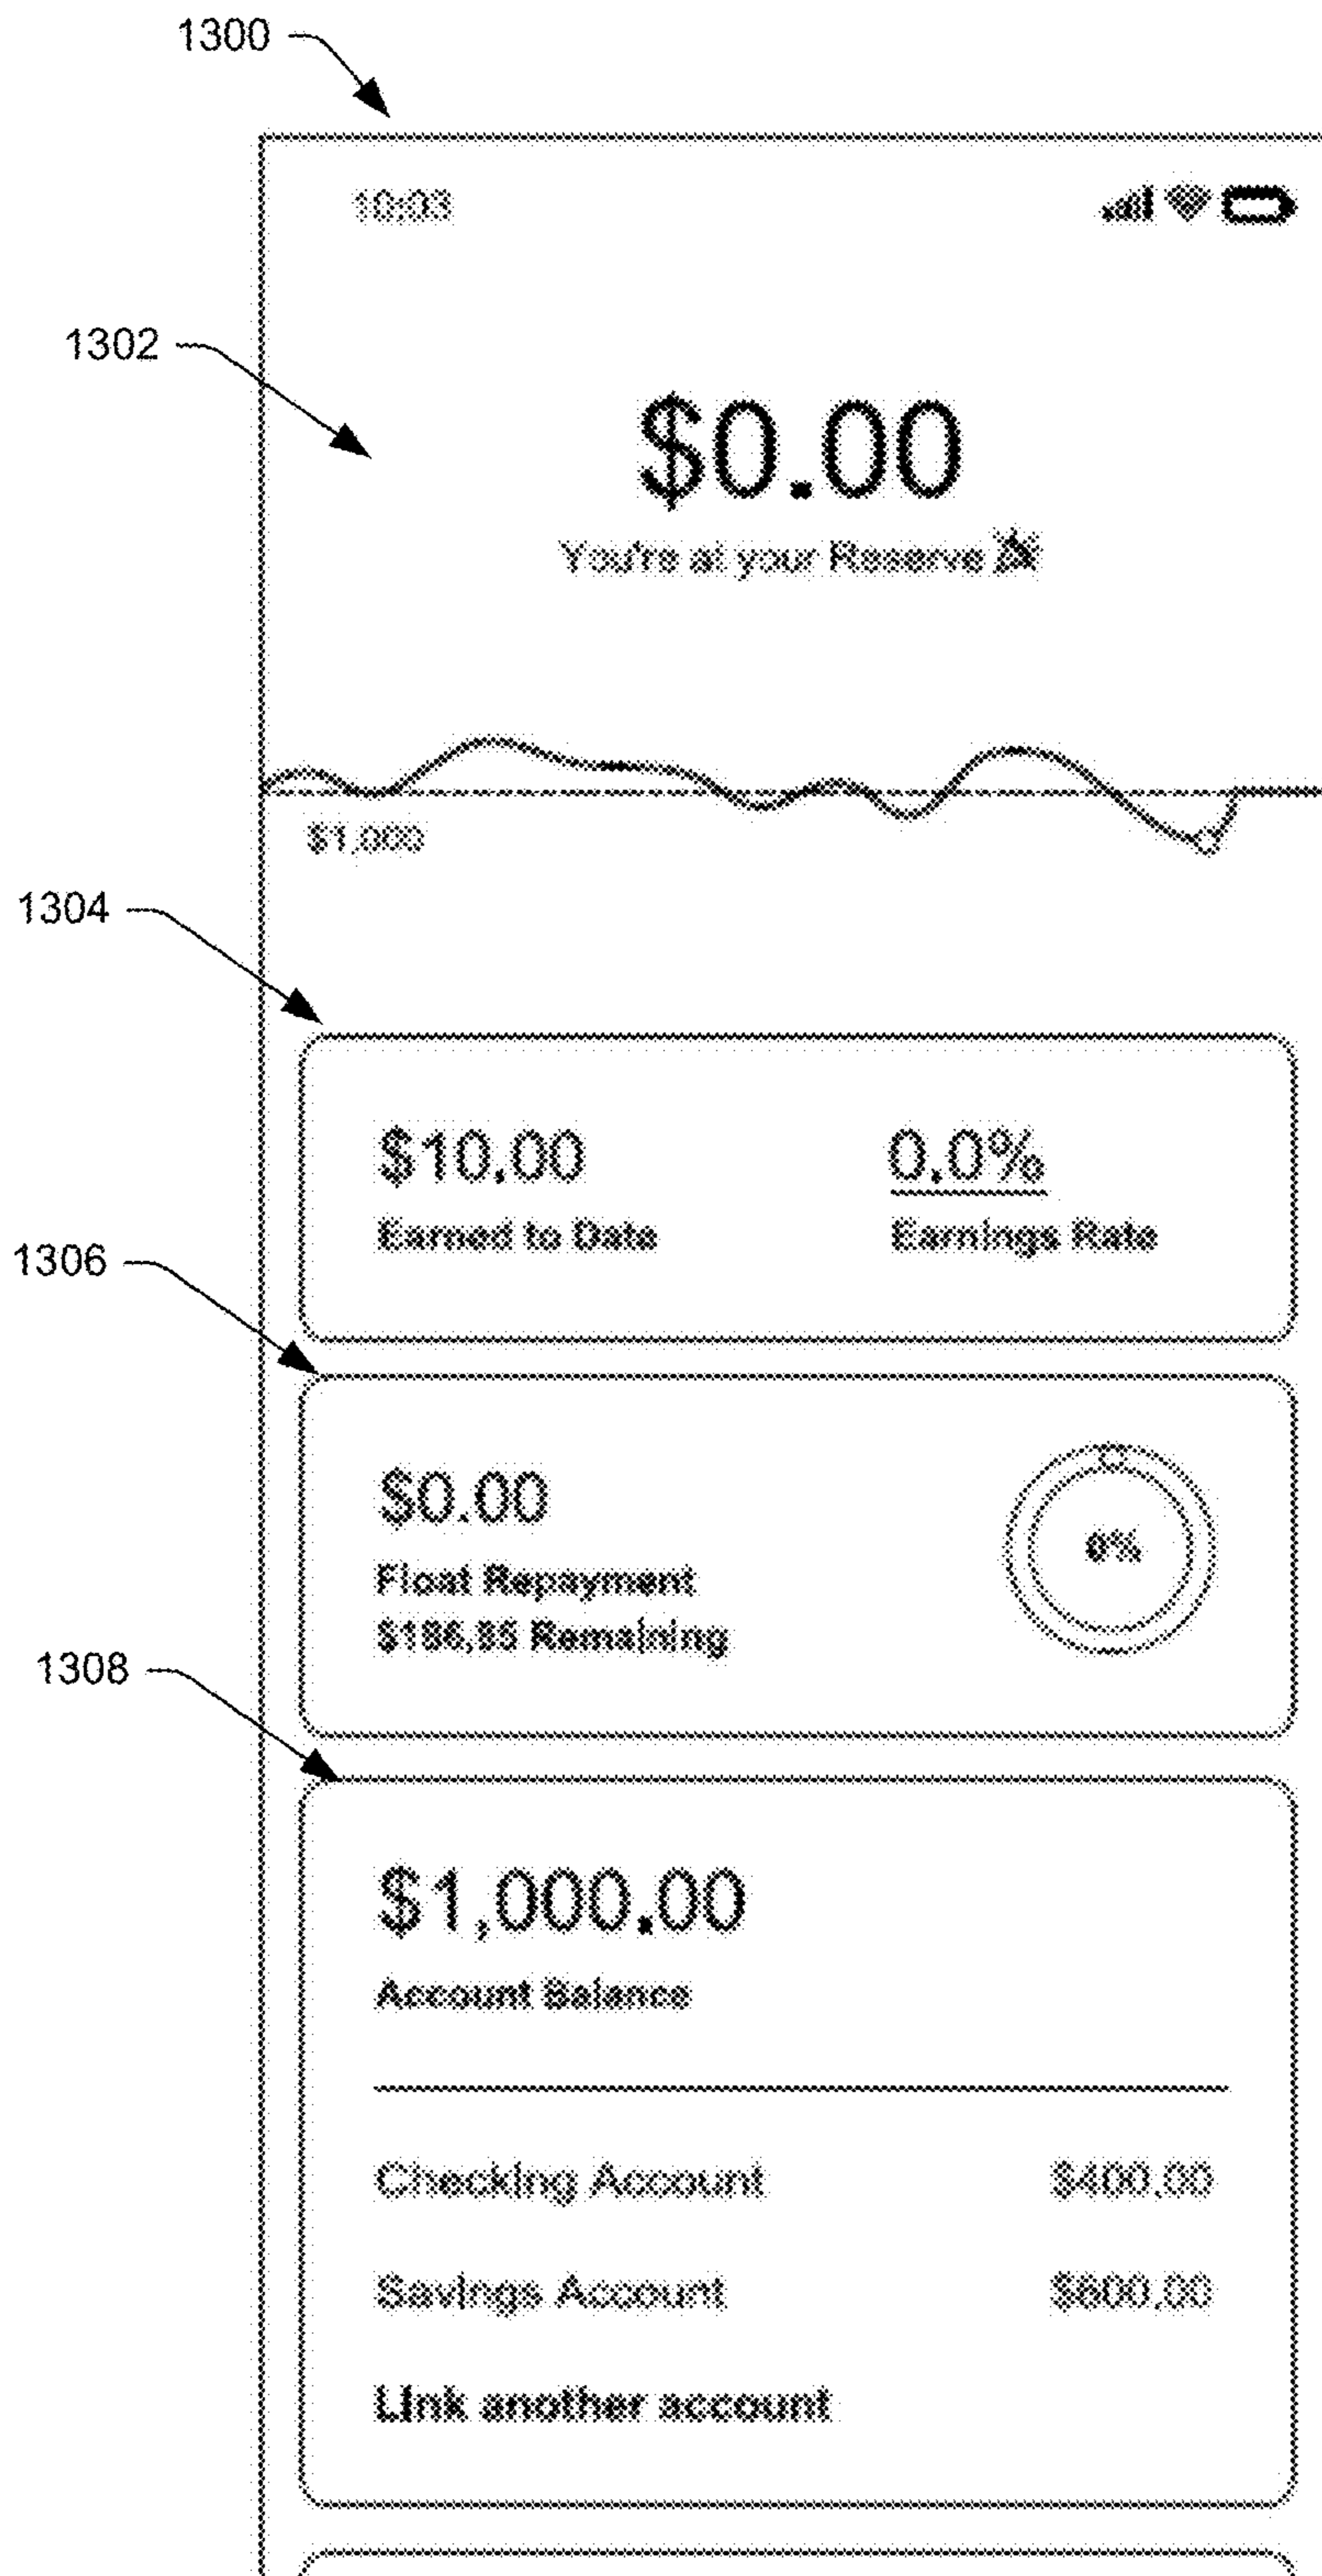 1300
10:03
1302
$0.00
You're at your Reserve
$1,000
1304
$10.00 0.0%
Earned to Date Earnings Rate
1306
$0.00
0%
Float Repayment
Remaining
1308
$1,000.00
Account Balance
Checking Account $400.00
Savings Account $600.00
Link another account